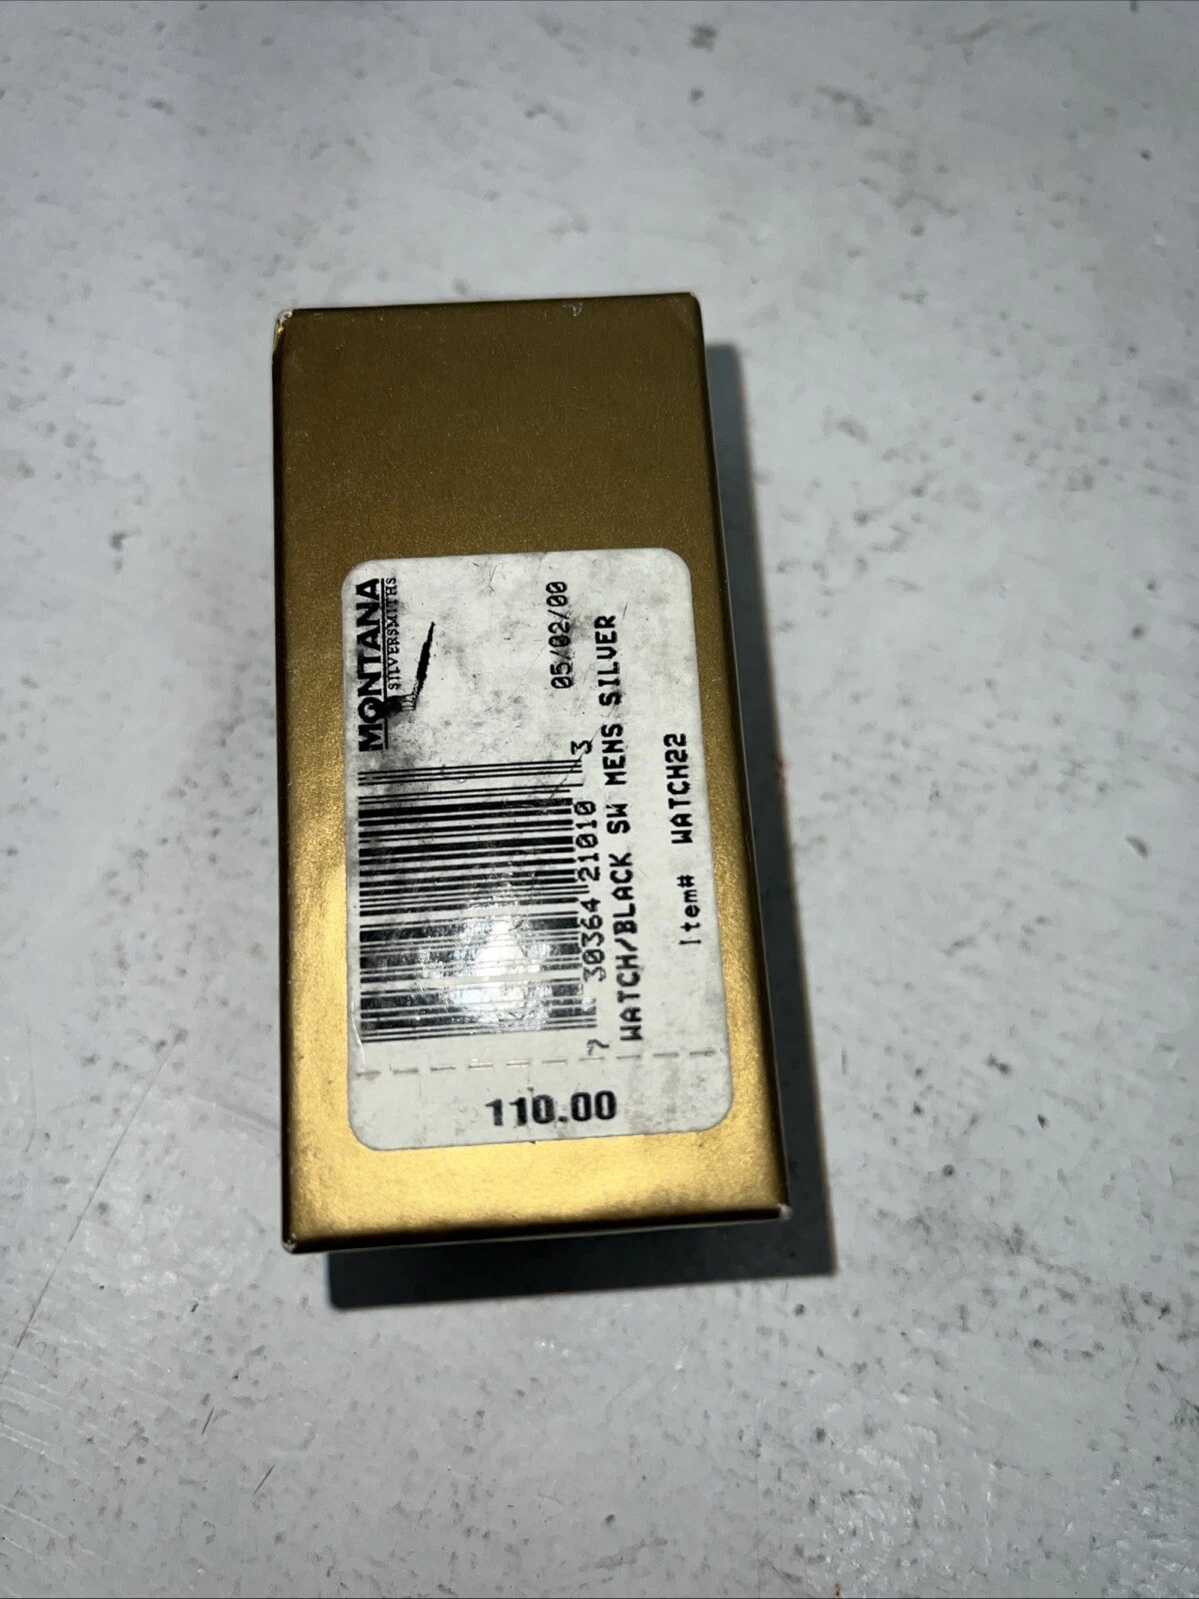 MONTANA
SILVERSMITHS
05/02/00
7 30364 21010 3
WATCH/BLACK SW MENS SILVER
Item# WATCH22
110.00